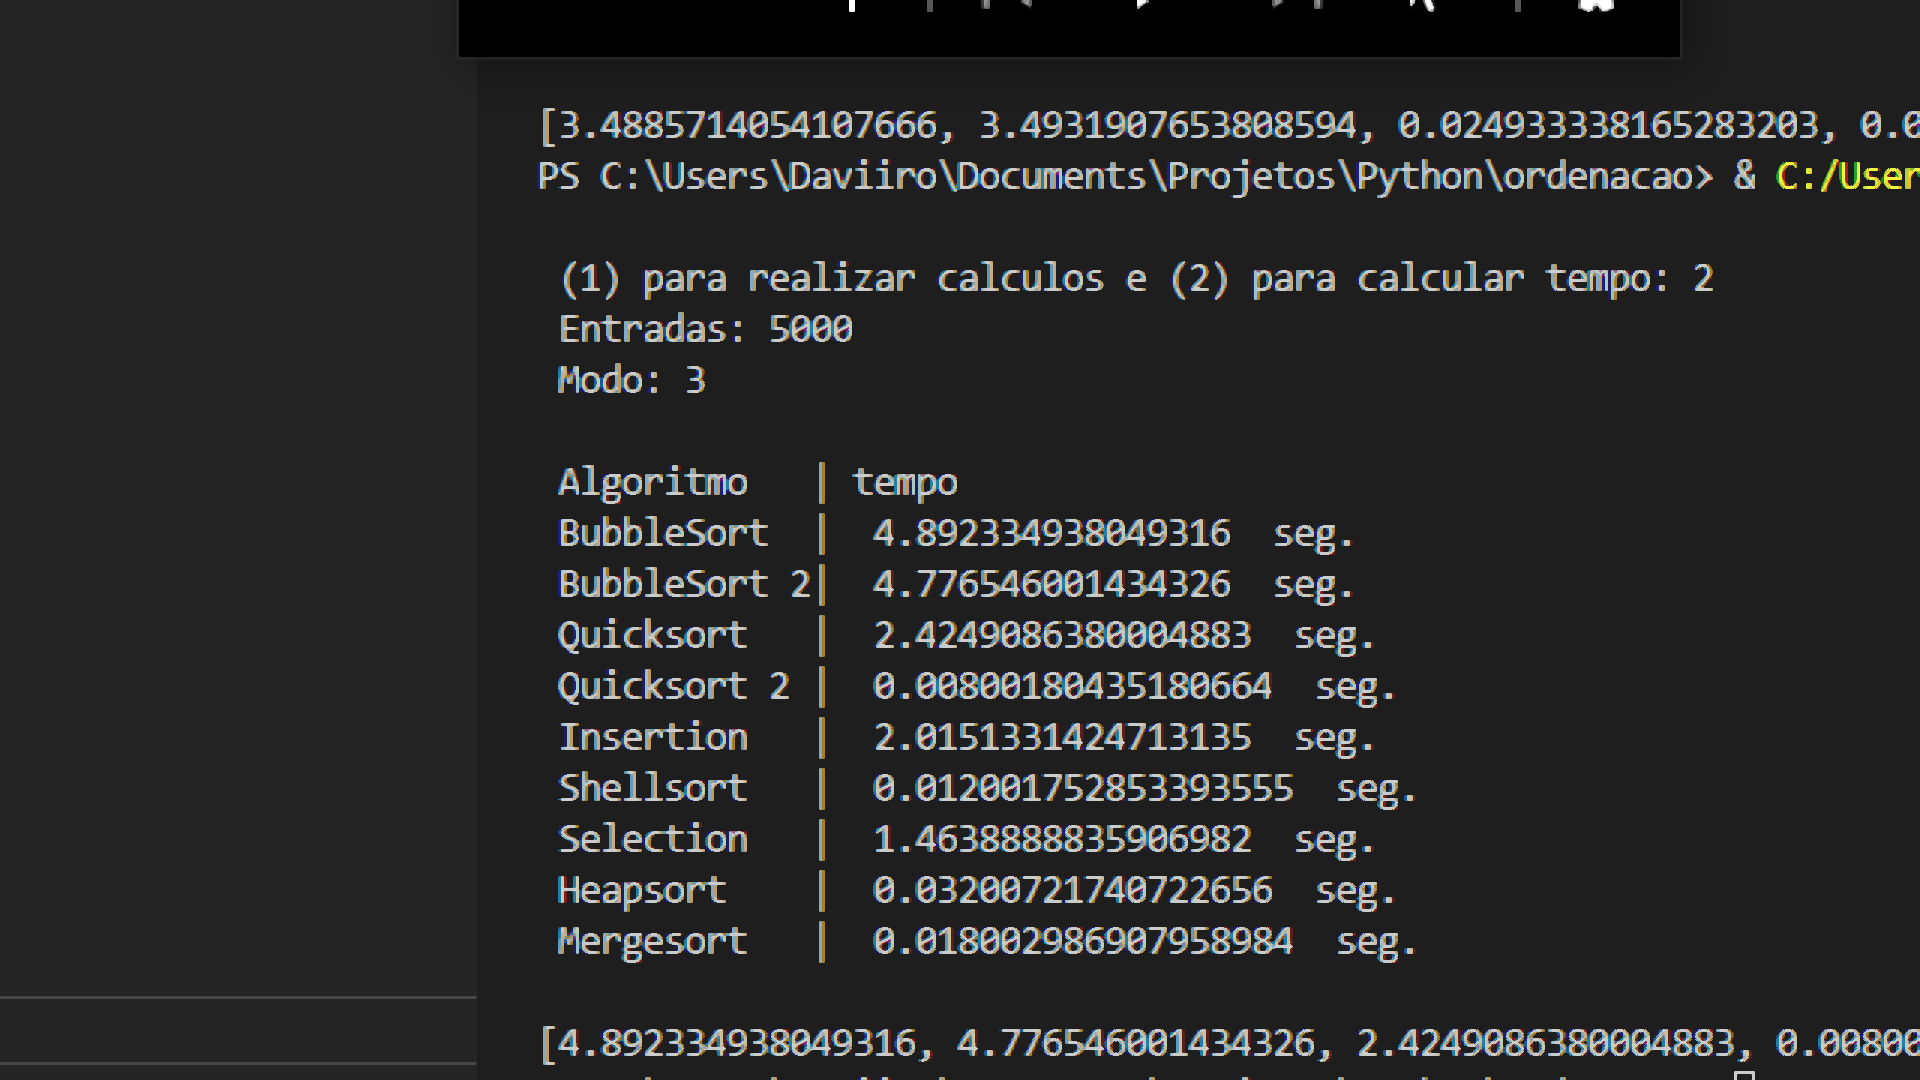 [3.4885714054107666, 3.4931907653808594, 0.024933338165283203, 0.0
PS C:\Users\Daviiro\Documents\Projetos\Python\ordenacao> & C:/User
(1) para realizar calculos e (2) para calcular tempo: 2
Entradas: 5000
Modo: 3
Algoritmo | tempo
BubbleSort | 4.892334938049316 seg.
BubbleSort 2| 4.776546001434326 seg.
Quicksort | 2.4249086380004883 seg.
Quicksort 2 | 0.00800180435180664 seg.
Insertion | 2.0151331424713135 seg.
Shellsort | 0.012001752853393555 seg.
Selection | 1.4638888835906982 seg.
Heapsort | 0.03200721740722656 seg.
Mergesort | 0.018002986907958984 seg.
[4.892334938049316, 4.776546001434326, 2.4249086380004883, 0.00800